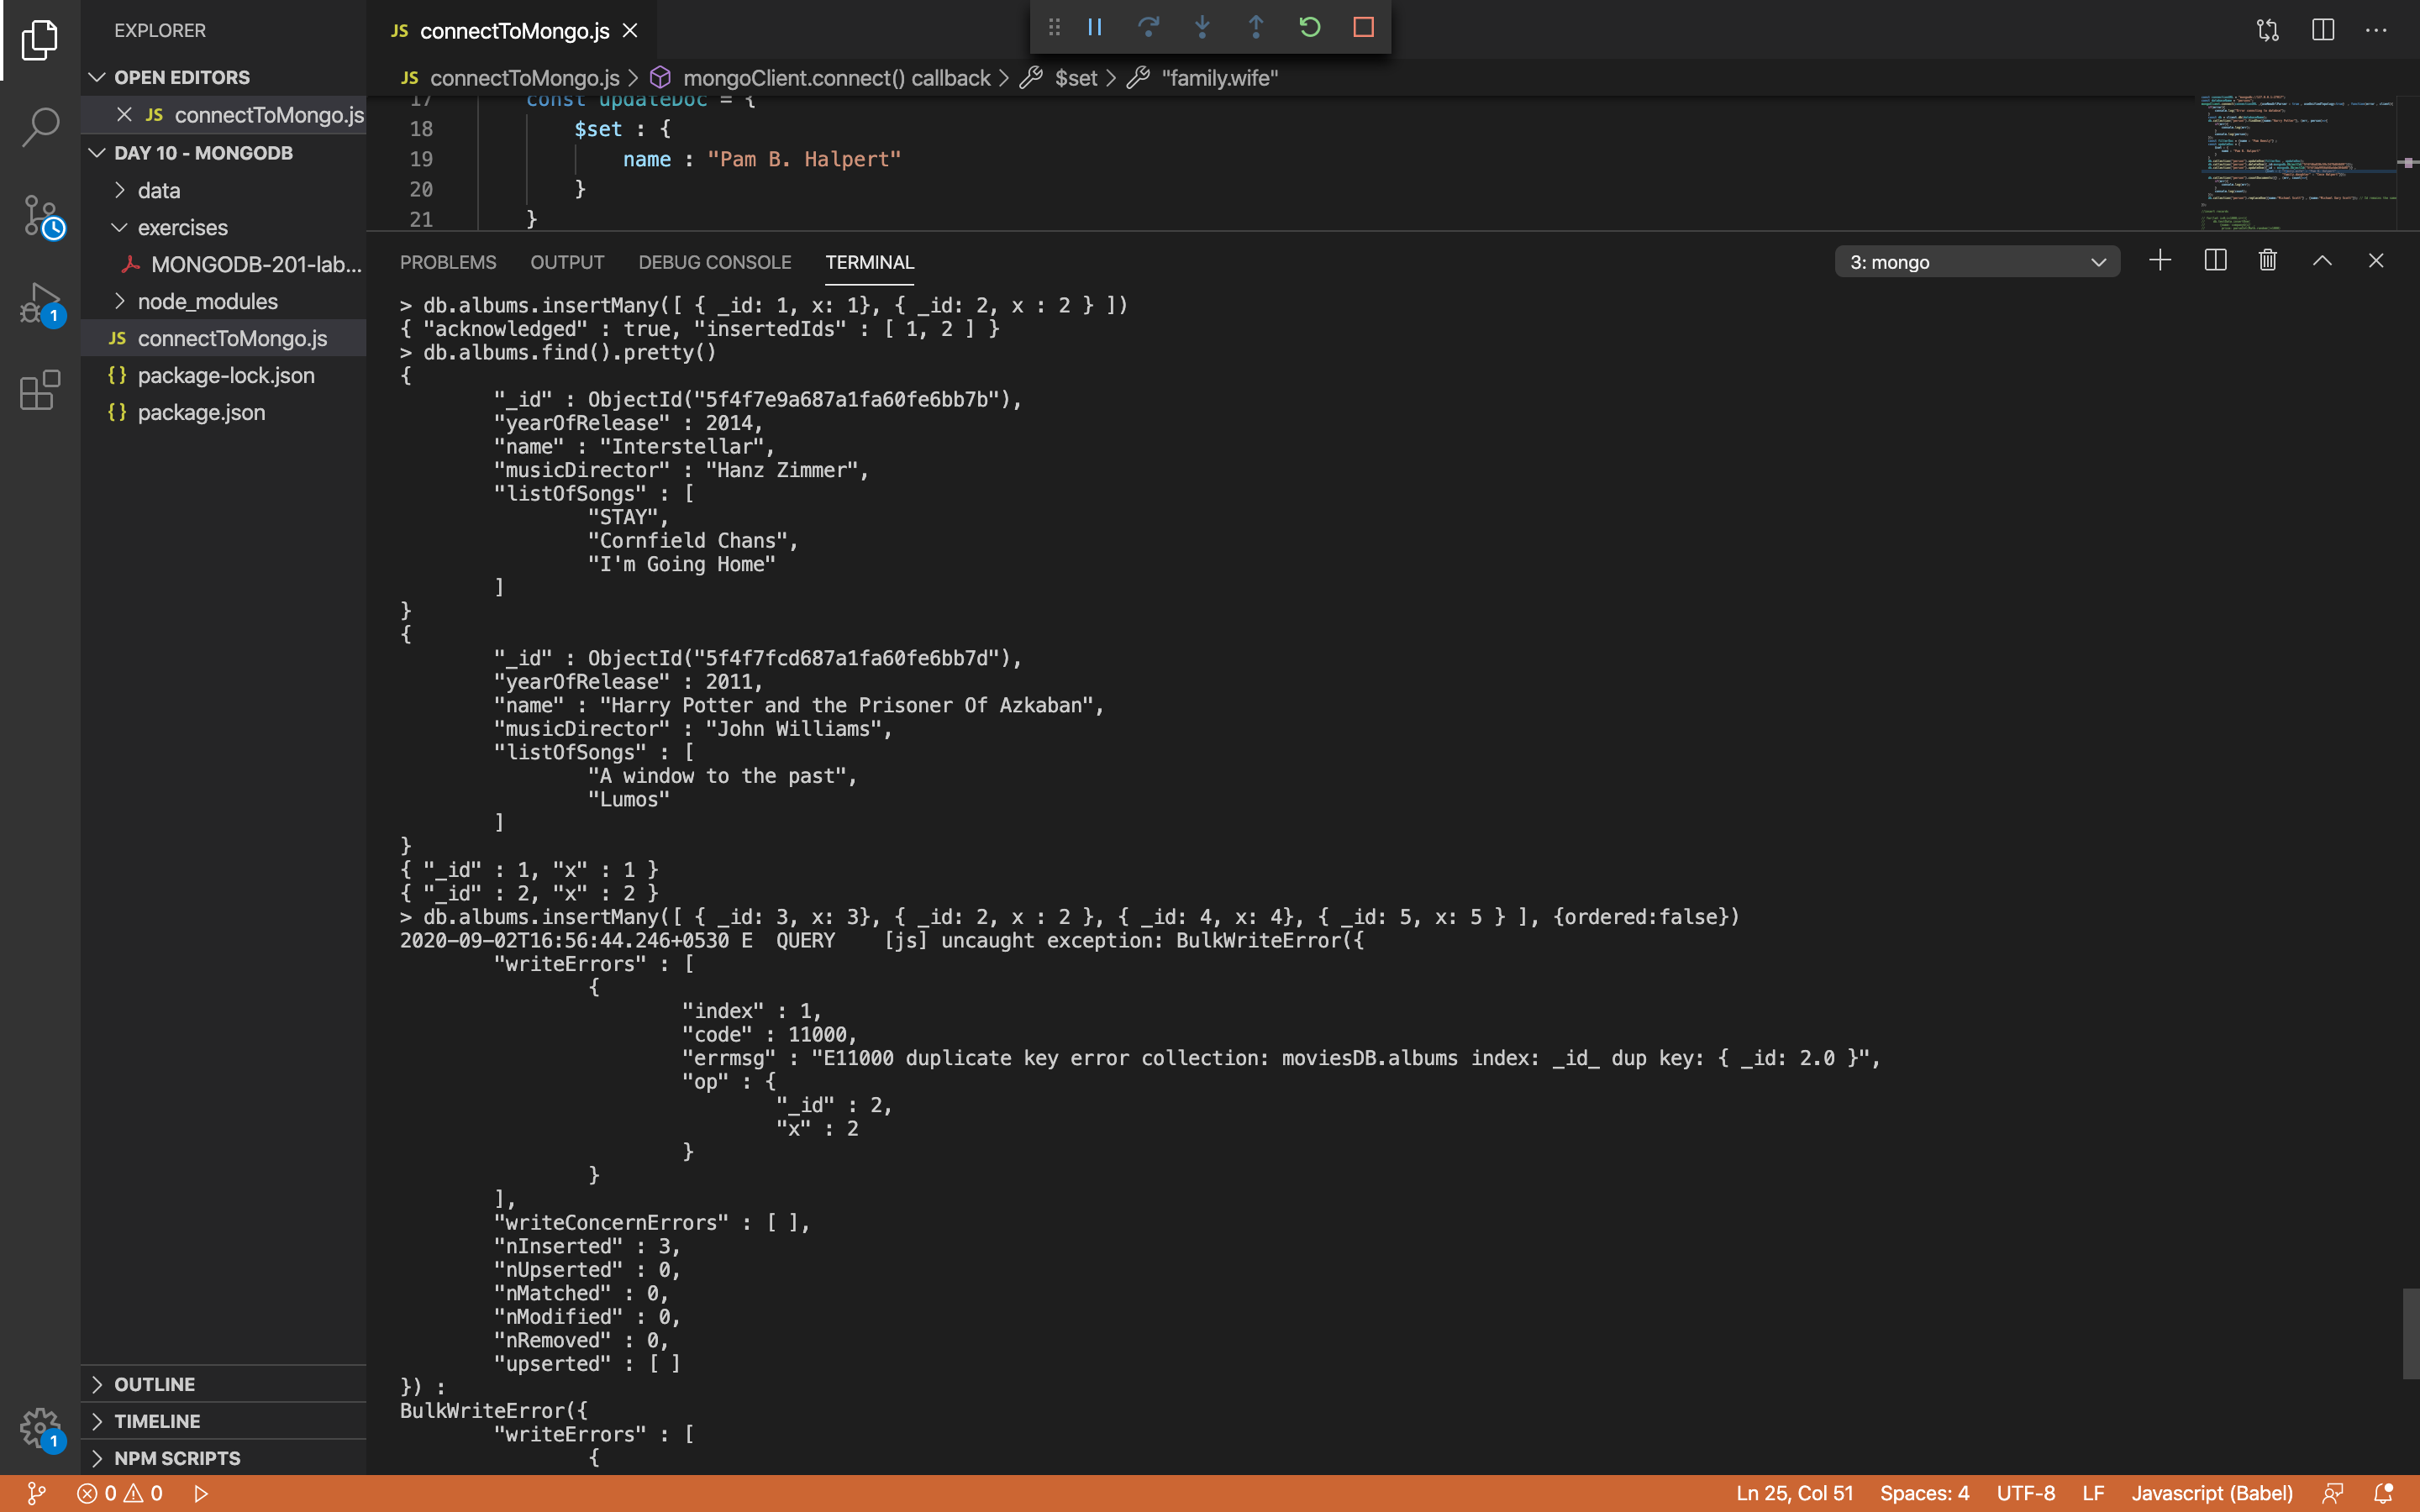 EXPLORER
OPEN EDITORS
JS connectToMongo.js
DAY 10 - MONGODB
data
exercises
MONGODB-201-lab...
node_modules
JS connectToMongo.js
{} package-lock.json
{} package.json
OUTLINE
TIMELINE
NPM SCRIPTS
1
1
JS connectToMongo.js
JS connectToMongo.js > mongoClient.connect() callback > $set > "family.wife"
17 const updateDoc = {
18 $set : {
19 name : "Pam B. Halpert"
20 }
21 }
PROBLEMS OUTPUT DEBUG CONSOLE TERMINAL 3: mongo
> db.albums.insertMany([ { _id: 1, x: 1}, { _id: 2, x : 2 } ])
{ "acknowledged" : true, "insertedIds" : [ 1, 2 ] }
> db.albums.find().pretty()
{
"_id" : ObjectId("5f4f7e9a687a1fa60fe6bb7b"),
"yearOfRelease" : 2014,
"name" : "Interstellar",
"musicDirector" : "Hanz Zimmer",
"listOfSongs" : [
"STAY",
"Cornfield Chans",
"I'm Going Home"
]
}
{
"_id" : ObjectId("5f4f7fcd687a1fa60fe6bb7d"),
"yearOfRelease" : 2011,
"name" : "Harry Potter and the Prisoner Of Azkaban",
"musicDirector" : "John Williams",
"listOfSongs" : [
"A window to the past",
"Lumos"
]
}
{ "_id" : 1, "x" : 1 }
{ "_id" : 2, "x" : 2 }
> db.albums.insertMany([ { _id: 3, x: 3}, { _id: 2, x : 2 }, { _id: 4, x: 4}, { _id: 5, x: 5 } ], {ordered:false})
2020-09-02T16:56:44.246+0530 E QUERY [js] uncaught exception: BulkWriteError({
"writeErrors" : [
{
"index" : 1,
"code" : 11000,
"errmsg" : "E11000 duplicate key error collection: moviesDB.albums index: _id_ dup key: { _id: 2.0 }",
"op" : {
"_id" : 2,
"x" : 2
}
}
],
"writeConcernErrors" : [ ],
"nInserted" : 3,
"nUpserted" : 0,
"nMatched" : 0,
"nModified" : 0,
"nRemoved" : 0,
"upserted" : [ ]
}) :
BulkWriteError({
"writeErrors" : [
{
0 0 Ln 25, Col 51 Spaces: 4 UTF-8 LF Javascript (Babel)